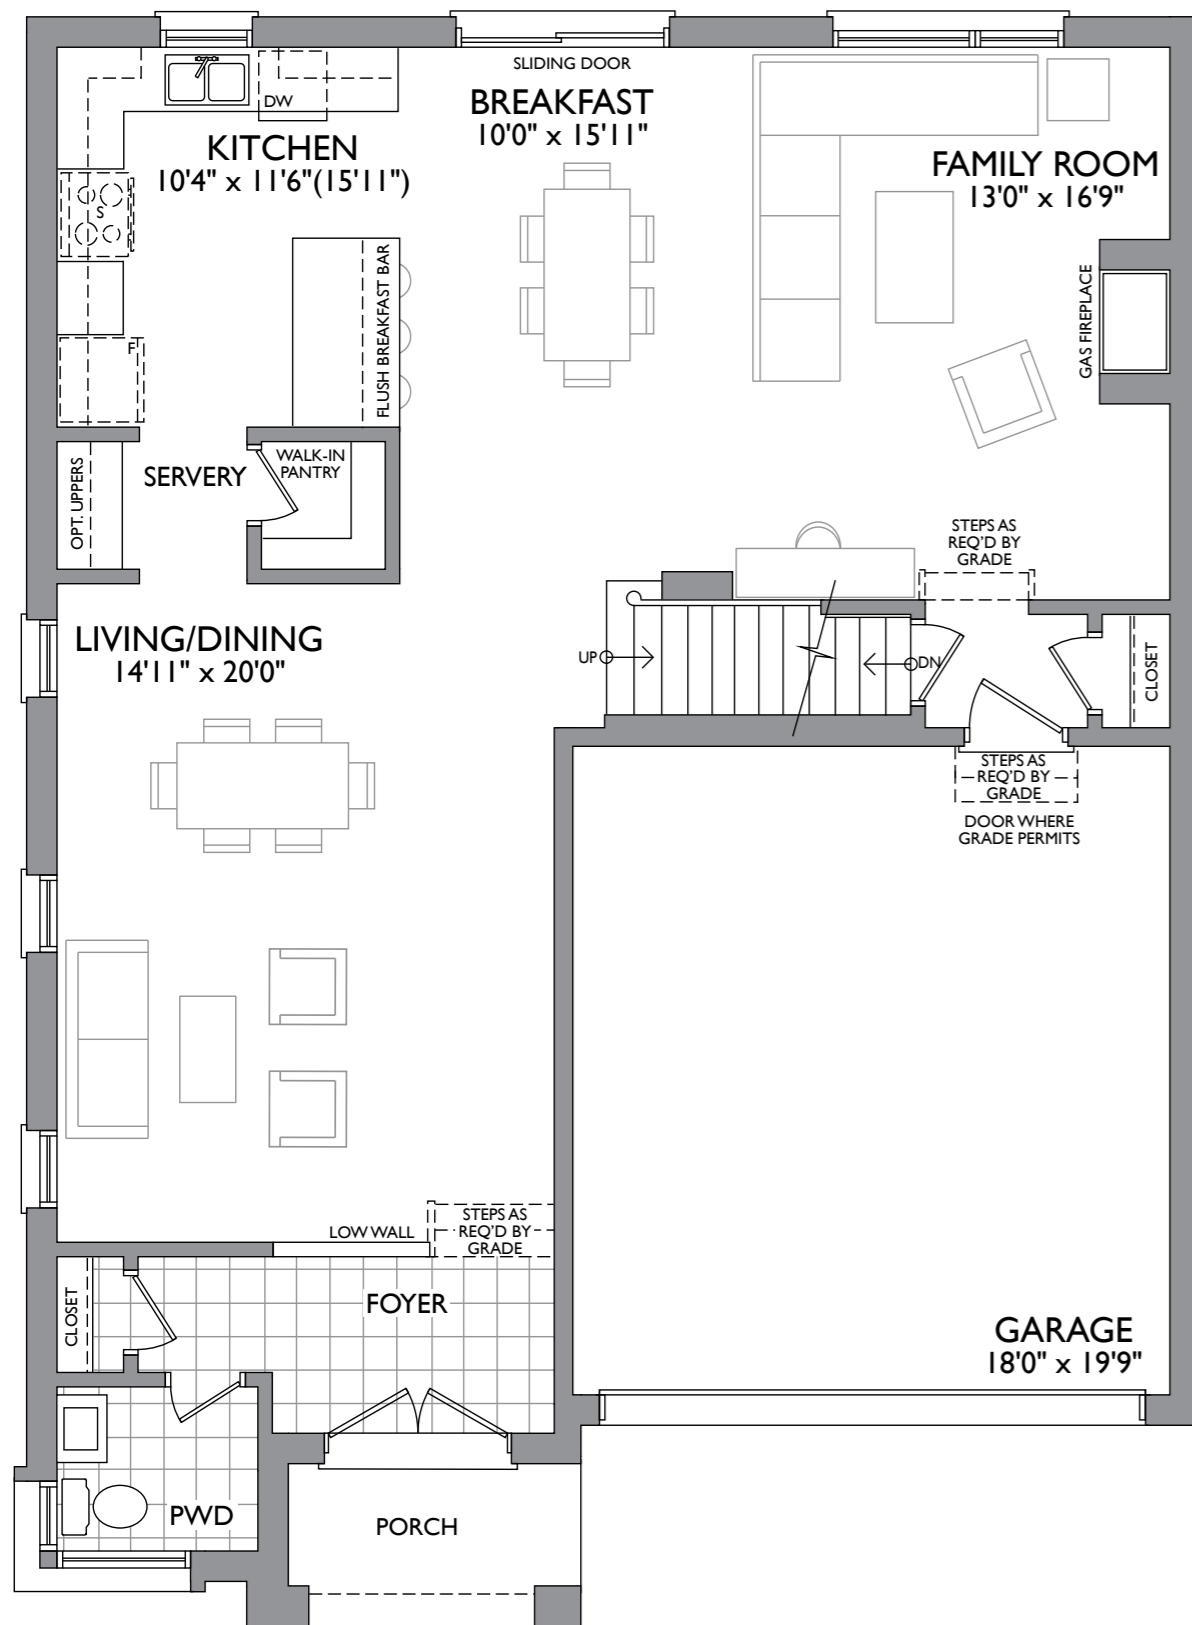 SLIDING DOOR
BREAKFAST
10'0" x 15'11"
DW
KITCHEN
10'4" x 11'6"(15'11")
FAMILY ROOM
13'0" x 16'9"
S
F
FLUSH BREAKFAST BAR
GAS FIREPLACE
OPT. UPPERS
SERVERY
WALK-IN
PANTRY
STEPS AS
REQ'D BY
GRADE
LIVING/DINING
14'11" x 20'0"
UP
DN
CLOSET
STEPS AS
REQ'D BY
GRADE
DOOR WHERE
GRADE PERMITS
LOW WALL
STEPS AS
REQ'D BY
GRADE
CLOSET
FOYER
GARAGE
18'0" x 19'9"
PWD
PORCH